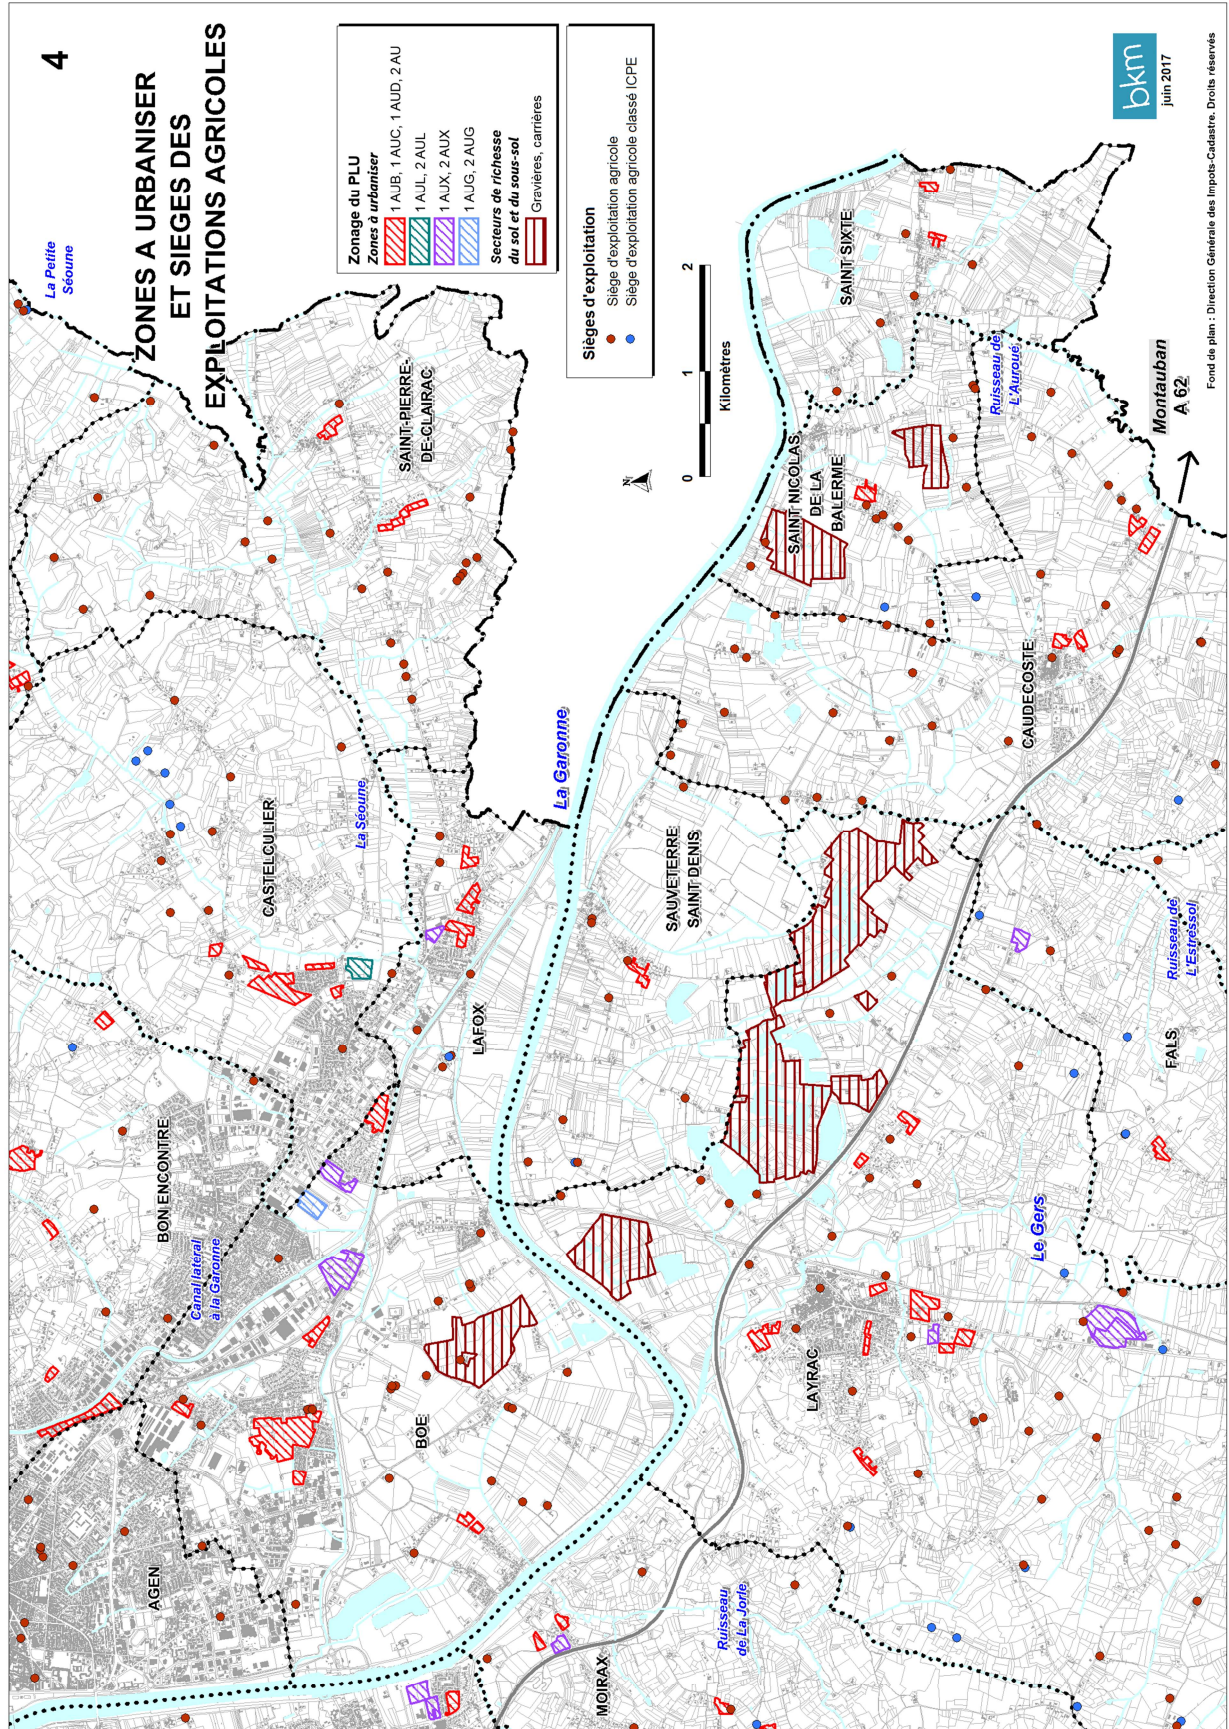 4
ZONES A URBANISER
ET SIEGES DES
EXPLOITATIONS AGRICOLES
Zonage du PLU
Zones à urbaniser
1 AUB, 1 AUC, 1 AUD, 2 AU
1 AUL, 2 AUL
1 AUX, 2 AUX
1 AUG, 2 AUG
Secteurs de richesse
du sol et du sous-sol
Gravières, carrières
Sièges d'exploitation
Siège d'exploitation agricole
Siège d'exploitation agricole classé ICPE
La Petite
Séoune
SAINT-PIERRE-
DE-CLAIRAC
CASTELCULIER
La Séoune
BON ENCONTRE
Canal latéral
à la Garonne
AGEN
BOE
LAFOX
La Garonne
N
0
1
2
Kilomètres
SAINT SIXTE
SAINT NICOLAS
DE LA
BALERME
SAUVETERRE
SAINT DENIS
Ruisseau de
L'Auroué
CAUDECOSTE
LAYRAC
Le Gers
FALS
Ruisseau de
L'Estressol
MOIRAX
Ruisseau
de La Jorle
Montauban
A 62
bkm
juin 2017
Fond de plan : Direction Générale des Impots-Cadastre. Droits réservés